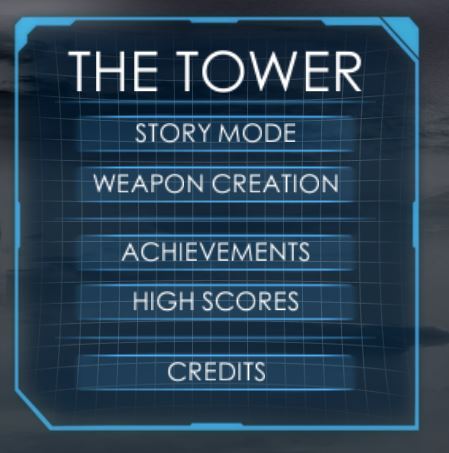 THE TOWER
STORY MODE
WEAPON CREATION
ACHIEVEMENTS
HIGH SCORES
CREDITS